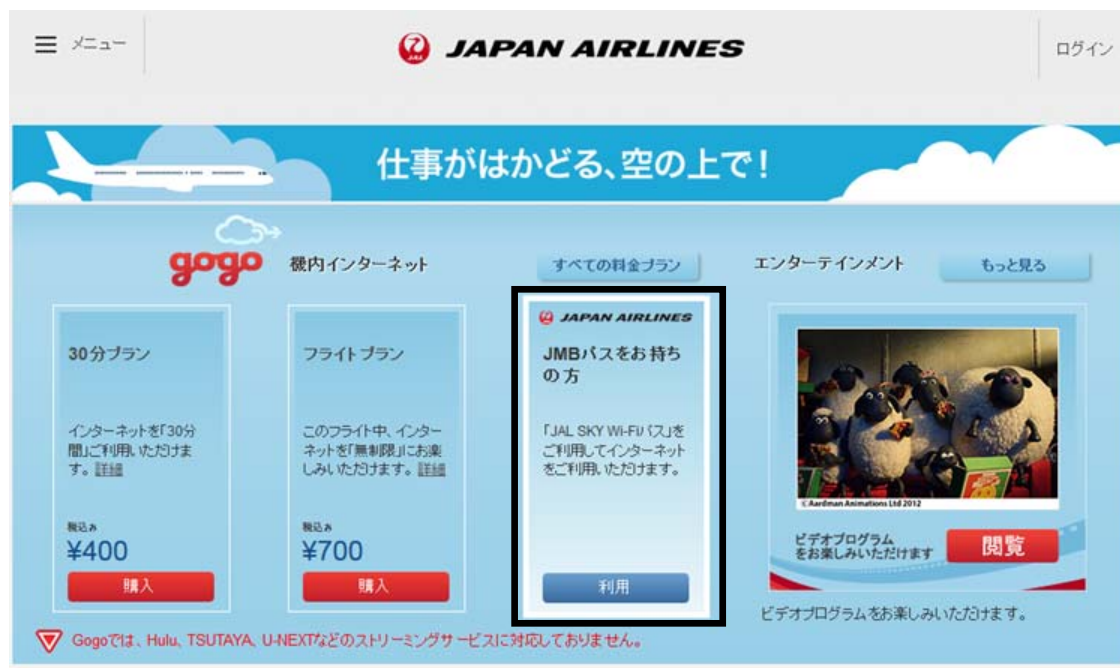 メニュー
JAL
JAPAN AIRLINES
ログイン
仕事がはかどる、空の上で!
gogo
機内インターネット
すべての料金プラン
エンターテインメント
もっと見る
30分プラン
インターネットを「30分
間」ご利用いただけま
す。詳細
税込み
¥400
購入
フライトプラン
このフライト中、インター
ネットを「無制限」にお楽
しみいただけます。詳細
税込み
¥700
購入
JAPAN AIRLINES
JMBパスをお持ち
の方
「JAL SKY Wi-Fiパス」を
ご利用してインターネット
をご利用いただけます。
利用
©Aardman Animations Ltd 2012
ビデオプログラム
をお楽しみいただけます
閲覧
ビデオプログラムをお楽しみいただけます。
Gogoでは、Hulu, TSUTAYA, U-NEXTなどのストリーミングサービスに対応しておりません。